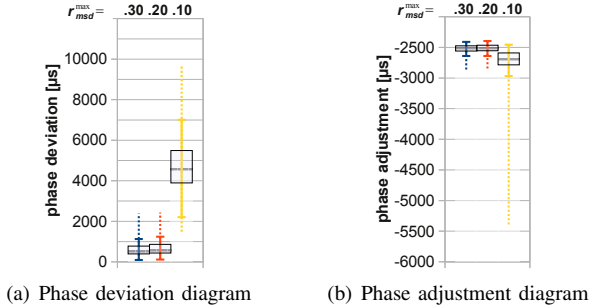 r_msd^max .30 .20 .10
phase deviation [µs]
10000
8000
6000
4000
2000
0
(a) Phase deviation diagram
r_msd^max .30 .20 .10
phase adjustment [µs]
-2500
-3000
-3500
-4000
-4500
-5000
-5500
-6000
(b) Phase adjustment diagram